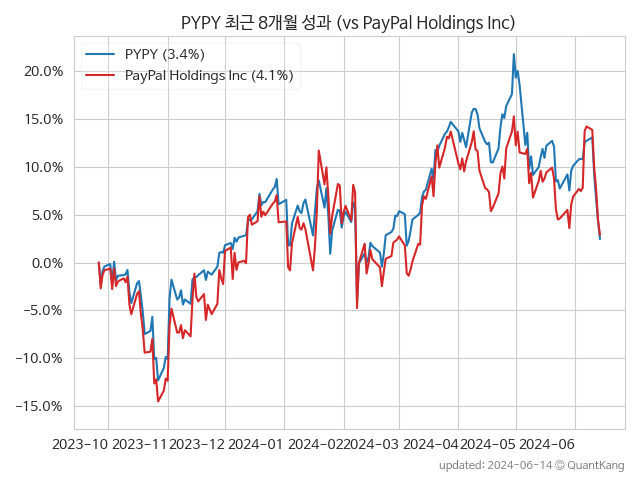 PYPY 최근 8개월 성과 (vs PayPal Holdings Inc)
PYPY (3.4%)
PayPal Holdings Inc (4.1%)
20.0%
15.0%
10.0%
5.0%
0.0%
−5.0%
−10.0%
−15.0%
2023-10 2023-11 2023-12 2024-01 2024-02 2024-03 2024-04 2024-05 2024-06
updated: 2024-06-14 © QuantKang